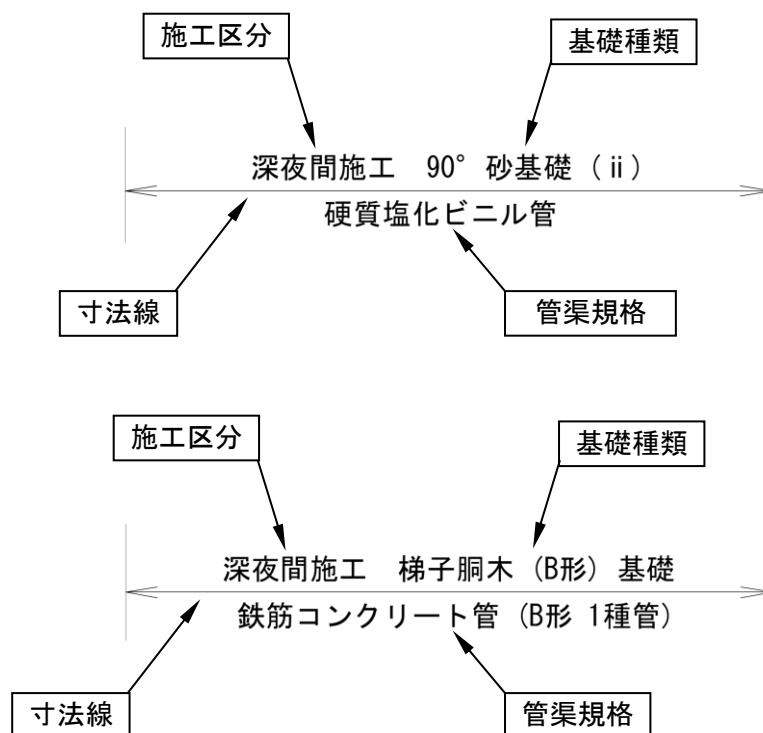 施工区分
基礎種類
深夜間施工 90°砂基礎（ⅱ）
硬質塩化ビニル管
寸法線
管渠規格
施工区分
基礎種類
深夜間施工 梯子胴木（B形）基礎
鉄筋コンクリート管（B形 1種管）
寸法線
管渠規格